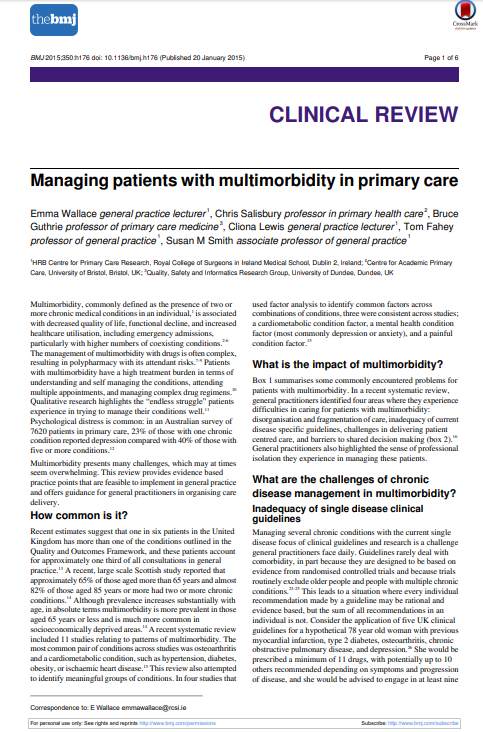 thebmj
CrossMark
BMJ 2015;350:h176 doi: 10.1136/bmj.h176 (Published 20 January 2015)
Page 1 of 6
CLINICAL REVIEW
Managing patients with multimorbidity in primary care
Emma Wallace general practice lecturer¹, Chris Salisbury professor in primary health care², Bruce
Guthrie professor of primary care medicine³, Cliona Lewis general practice lecturer¹, Tom Fahey
professor of general practice¹, Susan M Smith associate professor of general practice¹
¹HRB Centre for Primary Care Research, Royal College of Surgeons in Ireland Medical School, Dublin 2, Ireland; ²Centre for Academic Primary
Care, University of Bristol, Bristol, UK; ³Quality, Safety and Informatics Research Group, University of Dundee, Dundee, UK
Multimorbidity, commonly defined as the presence of two or
more chronic medical conditions in an individual,¹ is associated
with decreased quality of life, functional decline, and increased
healthcare utilisation, including emergency admissions,
particularly with higher numbers of coexisting conditions.²⁻⁶
The management of multimorbidity with drugs is often complex,
resulting in polypharmacy with its attendant risks.⁷⁻⁹ Patients
with multimorbidity have a high treatment burden in terms of
understanding and self managing the conditions, attending
multiple appointments, and managing complex drug regimens.¹⁰
Qualitative research highlights the “endless struggle” patients
experience in trying to manage their conditions well.¹¹
Psychological distress is common: in an Australian survey of
7620 patients in primary care, 23% of those with one chronic
condition reported depression compared with 40% of those with
five or more conditions.¹²
Multimorbidity presents many challenges, which may at times
seem overwhelming. This review provides evidence based
practice points that are feasible to implement in general practice
and offers guidance for general practitioners in organising care
delivery.
How common is it?
Recent estimates suggest that one in six patients in the United
Kingdom has more than one of the conditions outlined in the
Quality and Outcomes Framework, and these patients account
for approximately one third of all consultations in general
practice.¹³ A recent, large scale Scottish study reported that
approximately 65% of those aged more than 65 years and almost
82% of those aged 85 years or more had two or more chronic
conditions.¹⁴ Although prevalence increases substantially with
age, in absolute terms multimorbidity is more prevalent in those
aged 65 years or less and is much more common in
socioeconomically deprived areas.¹⁴ A recent systematic review
included 11 studies relating to patterns of multimorbidity. The
most common pair of conditions across studies was osteoarthritis
and a cardiometabolic condition, such as hypertension, diabetes,
obesity, or ischaemic heart disease.¹⁵ This review also attempted
to identify meaningful groups of conditions. In four studies that
used factor analysis to identify common factors across
combinations of conditions, three were consistent across studies;
a cardiometabolic condition factor, a mental health condition
factor (most commonly depression or anxiety), and a painful
condition factor.¹⁵
What is the impact of multimorbidity?
Box 1 summarises some commonly encountered problems for
patients with multimorbidity. In a recent systematic review,
general practitioners identified four areas where they experience
difficulties in caring for patients with multimorbidity:
disorganisation and fragmentation of care, inadequacy of current
disease specific guidelines, challenges in delivering patient
centred care, and barriers to shared decision making (box 2).¹⁶
General practitioners also highlighted the sense of professional
isolation they experience in managing these patients.
What are the challenges of chronic
disease management in multimorbidity?
Inadequacy of single disease clinical
guidelines
Managing several chronic conditions with the current single
disease focus of clinical guidelines and research is a challenge
general practitioners face daily. Guidelines rarely deal with
comorbidity, in part because they are designed to be based on
evidence from randomised controlled trials and because trials
routinely exclude older people and people with multiple chronic
conditions. This leads to a situation where every individual
recommendation made by a guideline may be rational and
evidence based, but the sum of all recommendations in an
individual is not. Consider the application of five UK clinical
guidelines for a hypothetical 78 year old woman with previous
myocardial infarction, type 2 diabetes, osteoarthritis, chronic
obstructive pulmonary disease, and depression. She would be
prescribed a minimum of 11 drugs, with potentially up to 10
others recommended depending on symptoms and progression
of disease, and she would be advised to engage in at least nine
Correspondence to: E Wallace emmawallace@rcsi.ie
For personal use only: See rights and reprints http://www.bmj.com/permissions
Subscribe: http://www.bmj.com/subscribe